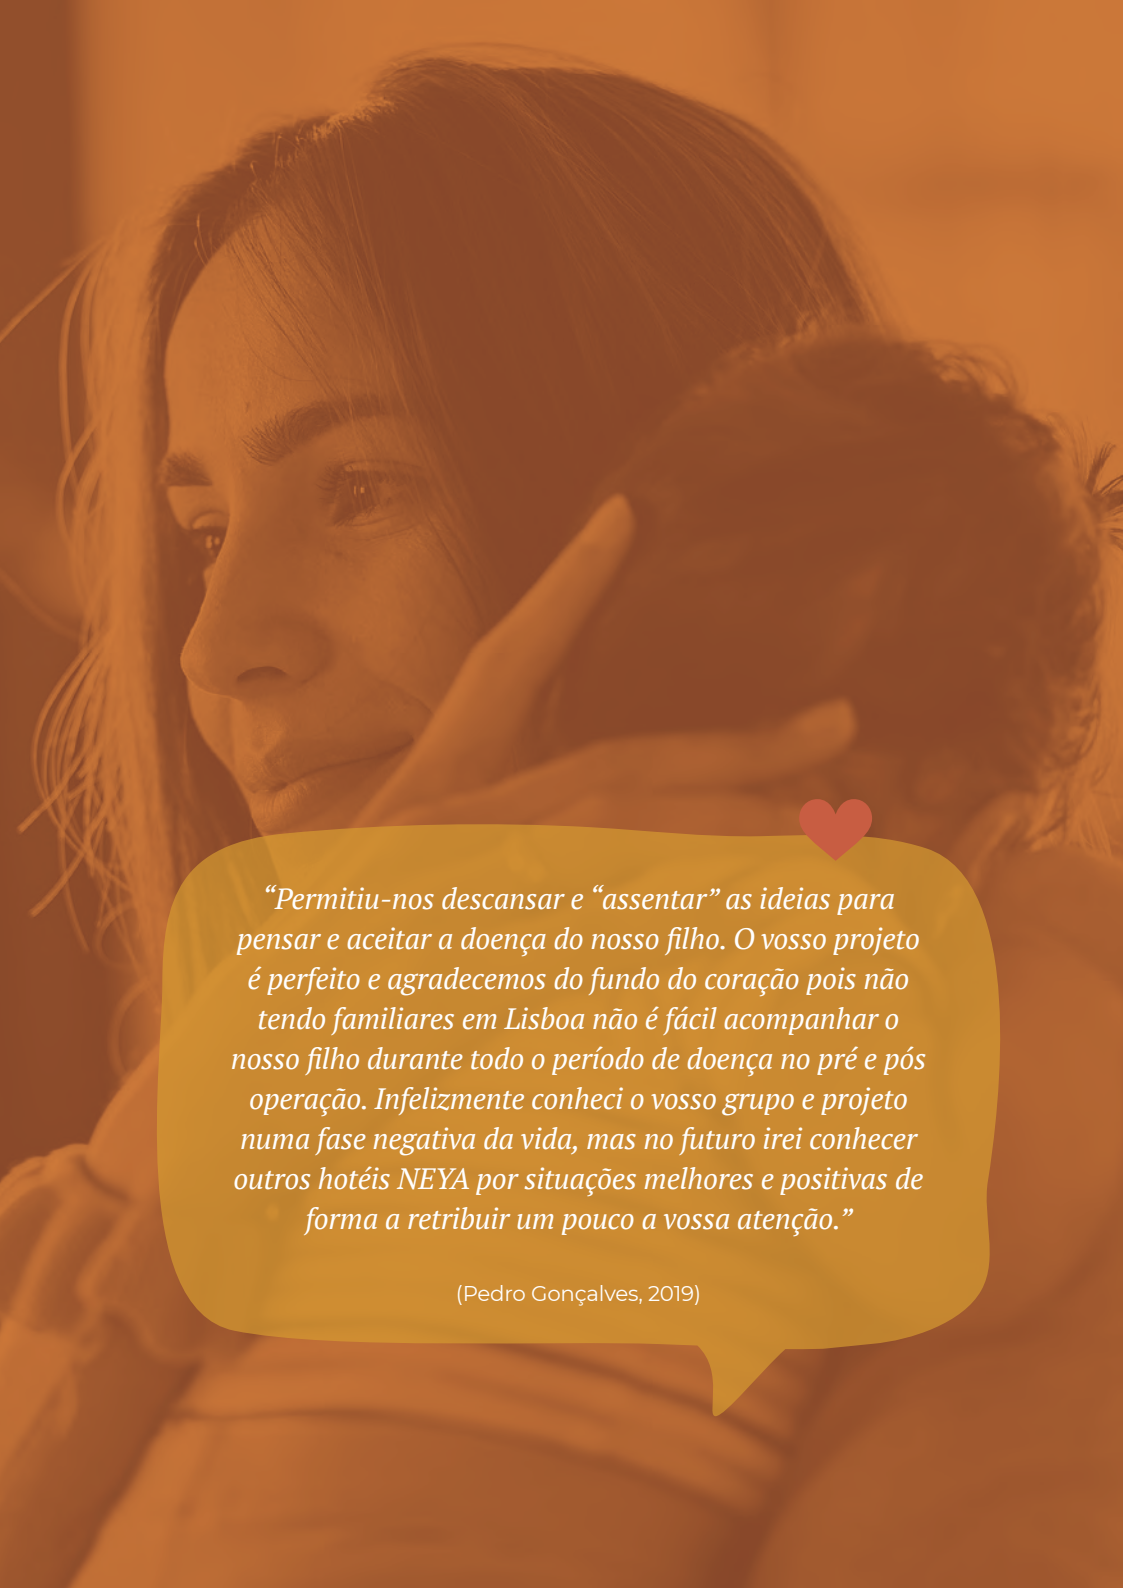 “Permitiu-nos descansar e “assentar” as ideias para
pensar e aceitar a doença do nosso filho. O vosso projeto
é perfeito e agradecemos do fundo do coração pois não
tendo familiares em Lisboa não é fácil acompanhar o
nosso filho durante todo o período de doença no pré e pós
operação. Infelizmente conheci o vosso grupo e projeto
numa fase negativa da vida, mas no futuro irei conhecer
outros hotéis NEYA por situações melhores e positivas de
forma a retribuir um pouco a vossa atenção.”
(Pedro Gonçalves, 2019)